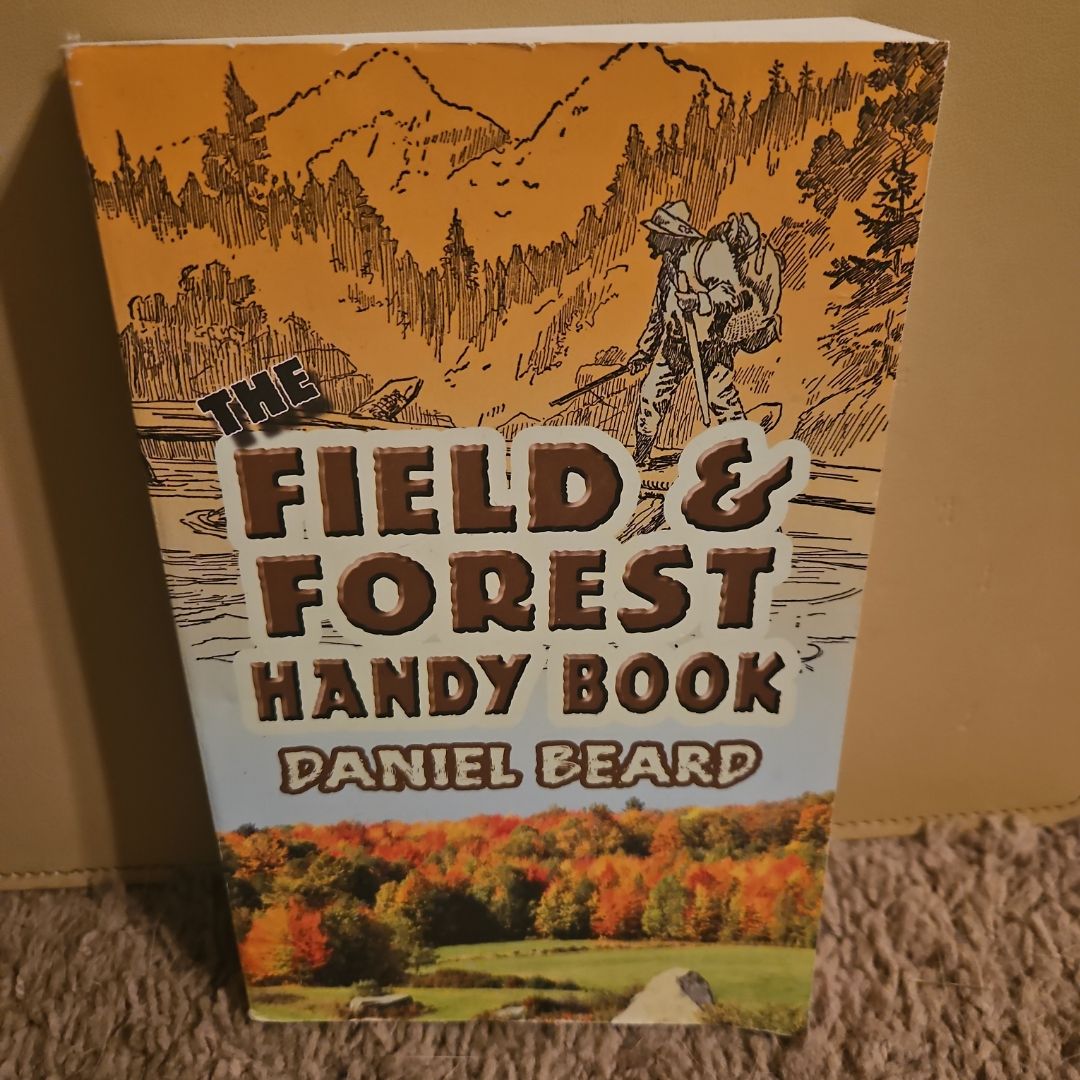 THE
FIELD &
FOREST
HANDY BOOK
DANIEL BEARD